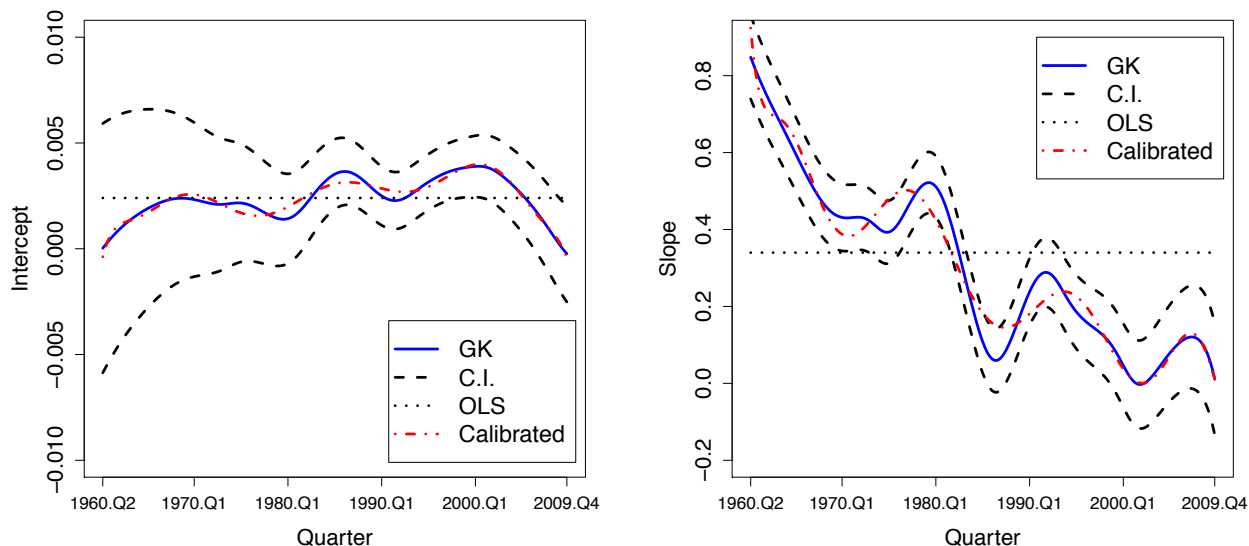 0.010
0.005
0.000
−0.005
−0.010
Intercept
GK
C.I.
OLS
Calibrated
1960.Q2 1970.Q1 1980.Q1 1990.Q1 2000.Q1 2009.Q4
Quarter
0.8
0.6
0.4
0.2
0.0
−0.2
Slope
GK
C.I.
OLS
Calibrated
1960.Q2 1970.Q1 1980.Q1 1990.Q1 2000.Q1 2009.Q4
Quarter